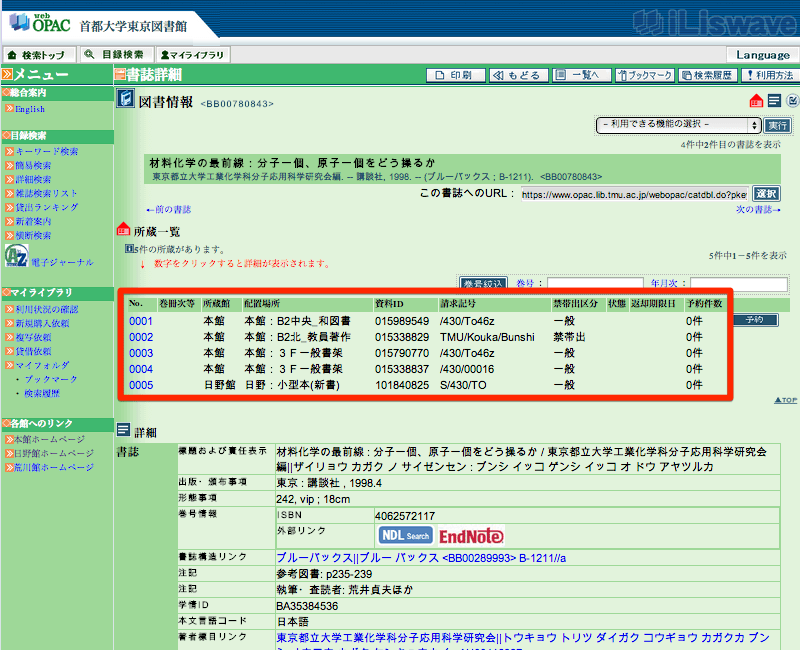 web
OPAC 首都大学東京図書館
iLiswave
検索トップ 目録検索 マイライブラリ
Language
メニュー
書誌詳細
印刷 もどる 一覧へ ブックマーク 検索履歴 利用方法
総合案内
English
目録検索
キーワード検索
簡易検索
詳細検索
雑誌検索リスト
貸出ランキング
新着案内
横断検索
電子ジャーナル
マイライブラリ
利用状況の確認
新規購入依頼
複写依頼
貸借依頼
マイフォルダ
・ブックマーク
・検索履歴
各館へのリンク
本館ホームページ
日野館ホームページ
荒川館ホームページ
図書情報 <BB00780843>
- 利用できる機能の選択 - 実行
4件中2件目の書誌を表示
材料化学の最前線 : 分子一個、原子一個をどう操るか
東京都立大学工業化学科分子応用科学研究会編. -- 講談社, 1998. -- (ブルーバックス ; B-1211). <BB00780843>
この書誌へのURL： https://www.opac.lib.tmu.ac.jp/webopac/catdbl.do?pke 選択
←前の書誌 次の書誌→
所蔵一覧
5件の所蔵があります。
5件中1－5件を表示
↓ 数字をクリックすると詳細が表示されます。
巻号絞込 巻号： 年月次：
予約
No. 巻冊次等 所蔵館 配置場所 資料ID 請求記号 禁帯出区分 状態 返却期限日 予約件数
0001 本館 本館：B2中央_和図書 015989549 /430/To46z 一般 0件
0002 本館 本館：B2北_教員著作 015338829 TMU/Kouka/Bunshi 禁帯出 0件
0003 本館 本館：３Ｆ一般書架 015790770 /430/To46z 一般 0件
0004 本館 本館：３Ｆ一般書架 015338837 /430/00016 一般 0件
0005 日野館 日野：小型本(新書) 101840825 S/430/TO 一般 0件
▲TOP
詳細
書誌
標題および責任表示 材料化学の最前線 : 分子一個、原子一個をどう操るか / 東京都立大学工業化学科分子応用科学研究会
編||ザイリョウ カガク ノ サイゼンセン : ブンシ イッコ ゲンシ イッコ オ ドウ アヤツルカ
出版・頒布事項 東京 : 講談社 , 1998.4
形態事項 242, vip ; 18cm
巻号情報 ISBN 4062572117
外部リンク NDL Search EndNote
書誌構造リンク ブルーバックス||ブルー バックス <BB00289993> B-1211//a
注記 参考図書: p235-239
注記 執筆・査読者: 荒井貞夫ほか
学情ID BA35384536
本文言語コード 日本語
著者標目リンク 東京都立大学工業化学科分子応用科学研究会||トウキョウ トリツ ダイガク コウギョウ カガクカ ブン